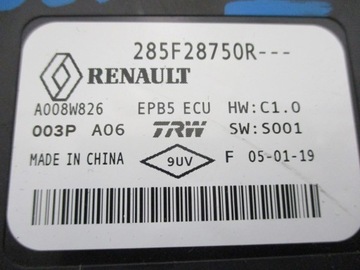 285F28750R---
RENAULT
A008W826 EPB5 ECU HW:C1.0
003P A06 TRW SW:S001
MADE IN CHINA 9UV F 05-01-19